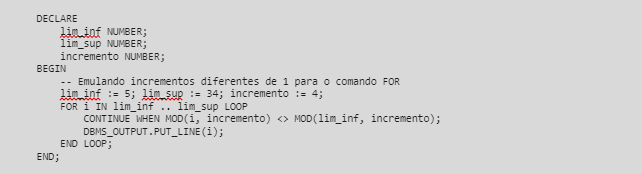 DECLARE
lim_inf NUMBER;
lim_sup NUMBER;
incremento NUMBER;
BEGIN
-- Emulando incrementos diferentes de 1 para o comando FOR
lim_inf := 5; lim_sup := 34; incremento := 4;
FOR i IN lim_inf .. lim_sup LOOP
CONTINUE WHEN MOD(i, incremento) <> MOD(lim_inf, incremento);
DBMS_OUTPUT.PUT_LINE(i);
END LOOP;
END;